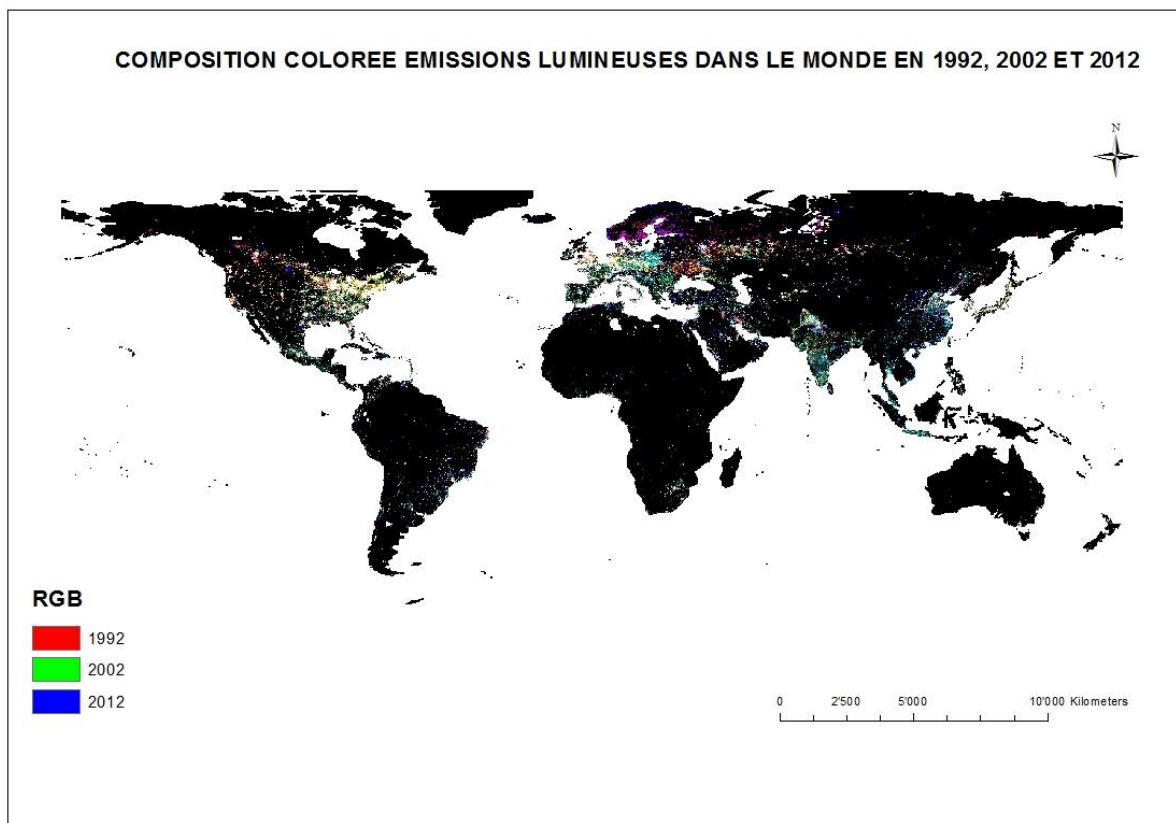 COMPOSITION COLOREE EMISSIONS LUMINEUSES DANS LE MONDE EN 1992, 2002 ET 2012
N
RGB
1992
2002
2012
0 2'500 5'000 10'000 Kilometers